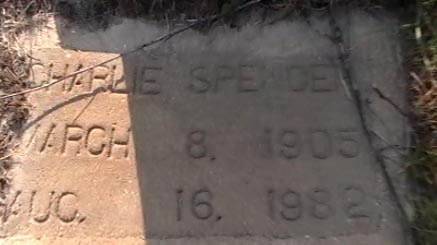 CHARLIE SPENCER
MARCH 8, 1905
AUG. 16, 1982